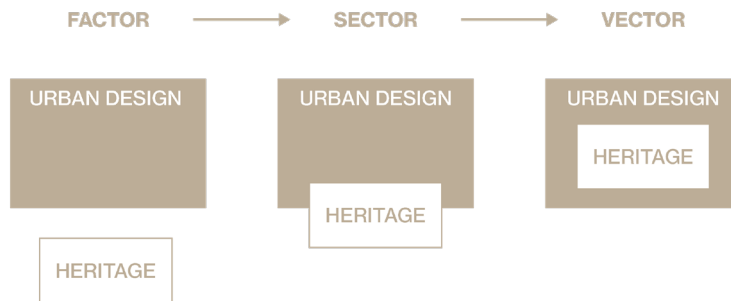 FACTOR SECTOR VECTOR
URBAN DESIGN URBAN DESIGN URBAN DESIGN
HERITAGE
HERITAGE
HERITAGE